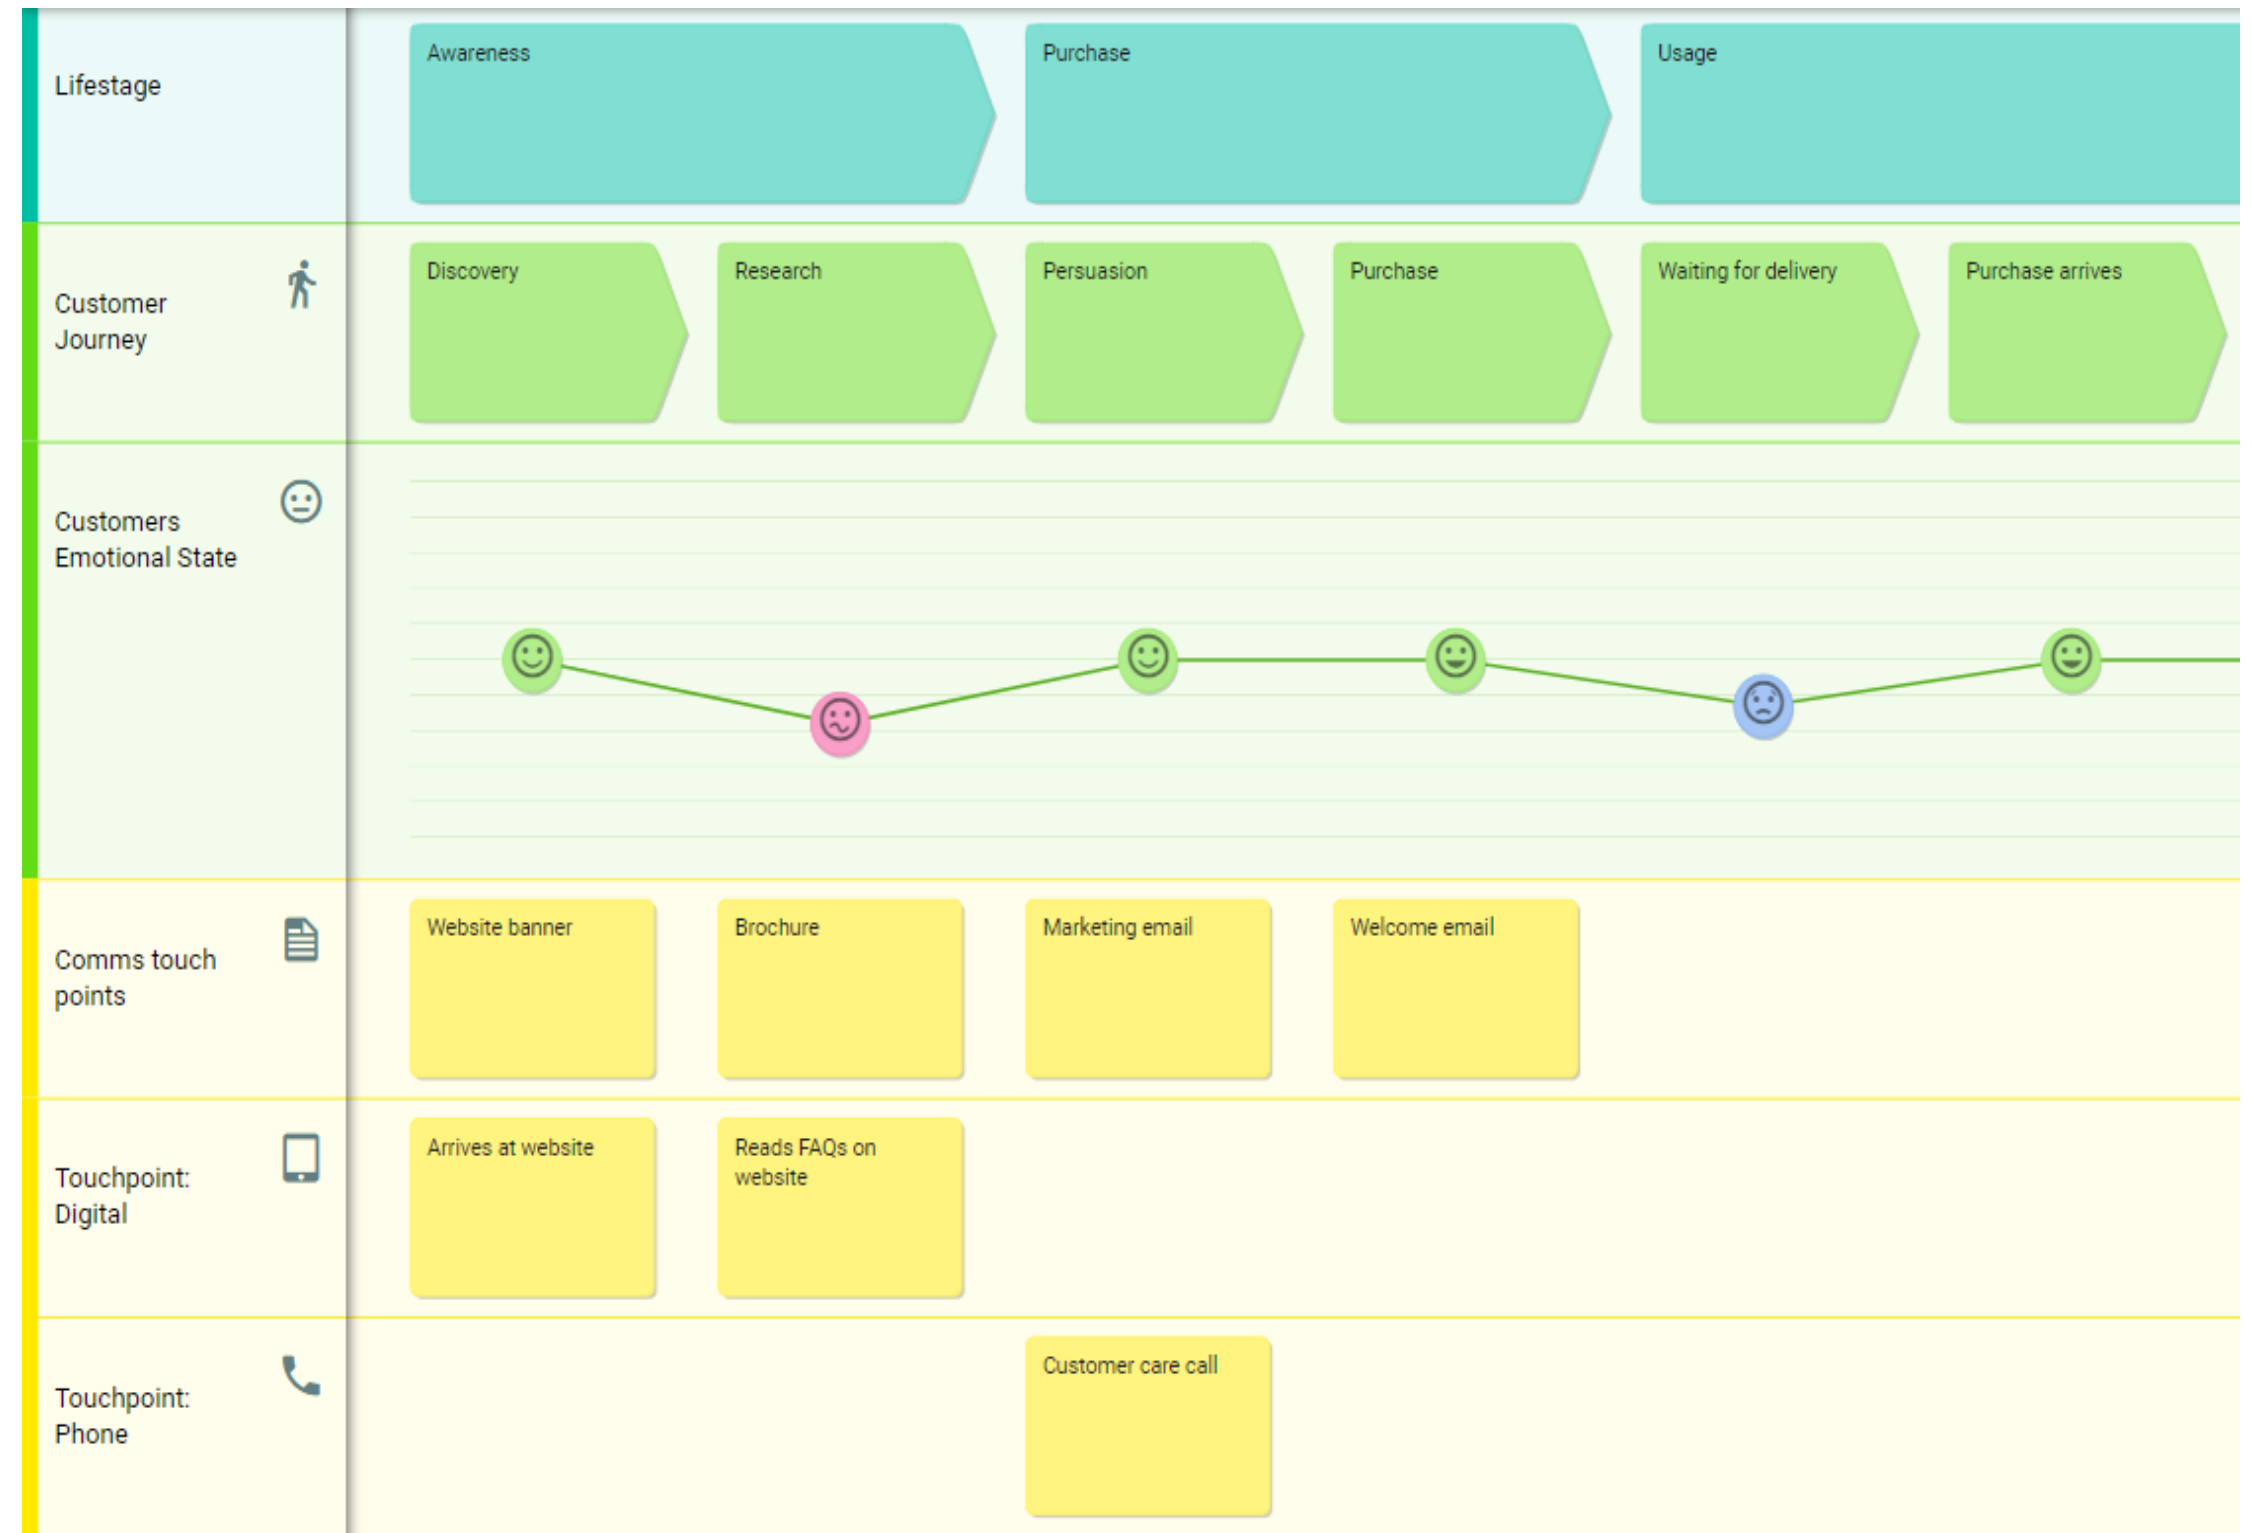 Lifestage
Awareness
Purchase
Usage
Customer
Journey
Discovery
Research
Persuasion
Purchase
Waiting for delivery
Purchase arrives
Customers
Emotional State
Comms touch
points
Website banner
Brochure
Marketing email
Welcome email
Touchpoint:
Digital
Arrives at website
Reads FAQs on
website
Touchpoint:
Phone
Customer care call